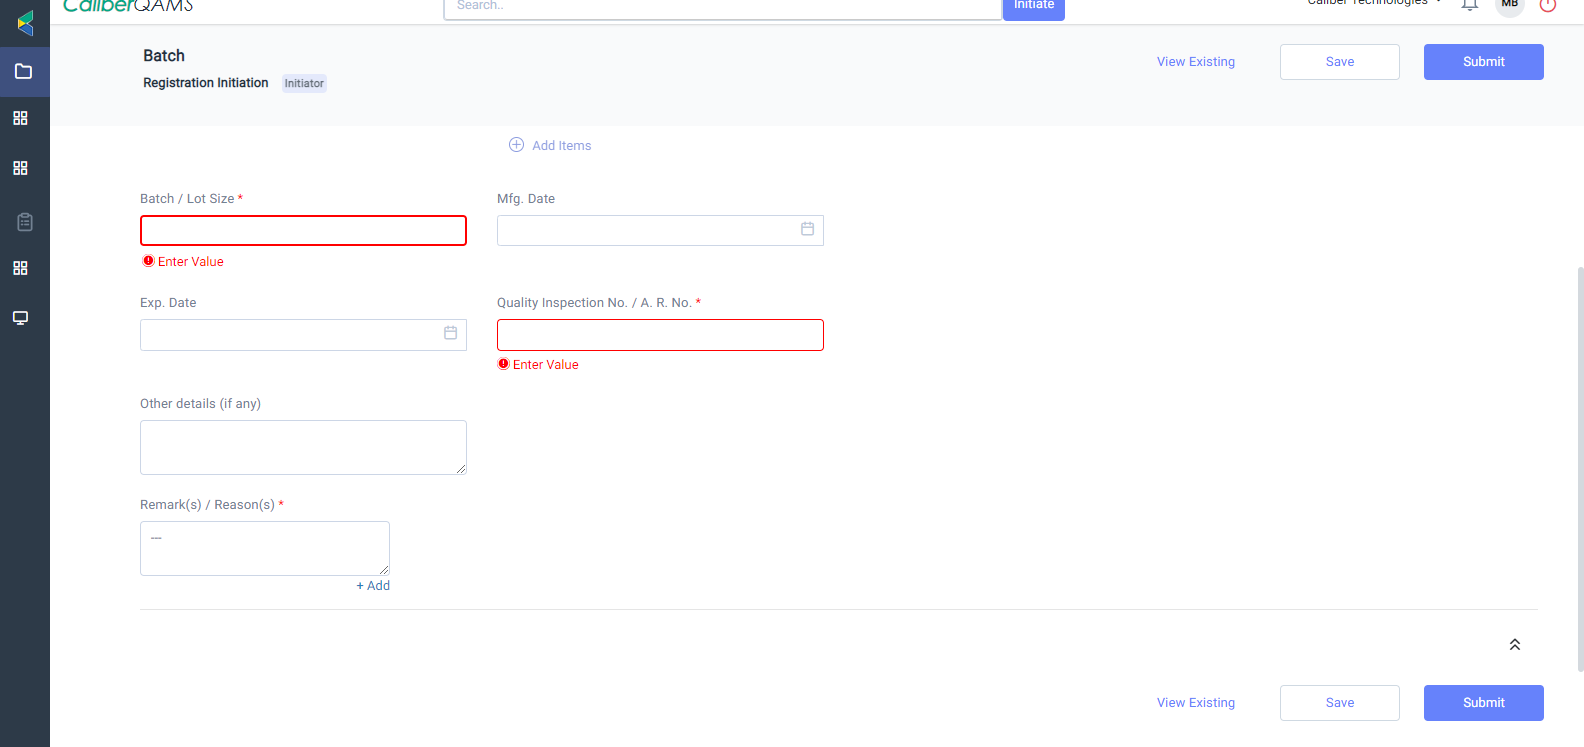 CaliberQAMS
Search..
Initiate
Caliber Technologies
MB
Batch
Registration Initiation Initiator
View Existing
Save
Submit
Add Items
Batch / Lot Size *
Mfg. Date
Enter Value
Exp. Date
Quality Inspection No. / A. R. No. *
Enter Value
Other details (if any)
Remark(s) / Reason(s) *
---
+ Add
View Existing
Save
Submit